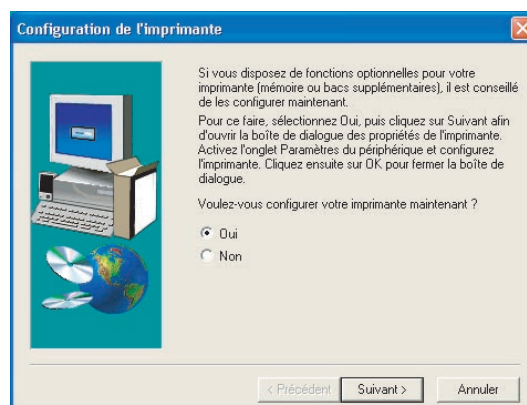 Configuration de l'imprimante
Si vous disposez de fonctions optionnelles pour votre
imprimante (mémoire ou bacs supplémentaires), il est conseillé
de les configurer maintenant.
Pour ce faire, sélectionnez Oui, puis cliquez sur Suivant afin
d'ouvrir la boîte de dialogue des propriétés de l'imprimante.
Activez l'onglet Paramètres du périphérique et configurez
l'imprimante. Cliquez ensuite sur OK pour fermer la boîte de
dialogue.
Voulez-vous configurer votre imprimante maintenant ?
Oui
Non
< Précédent
Suivant >
Annuler